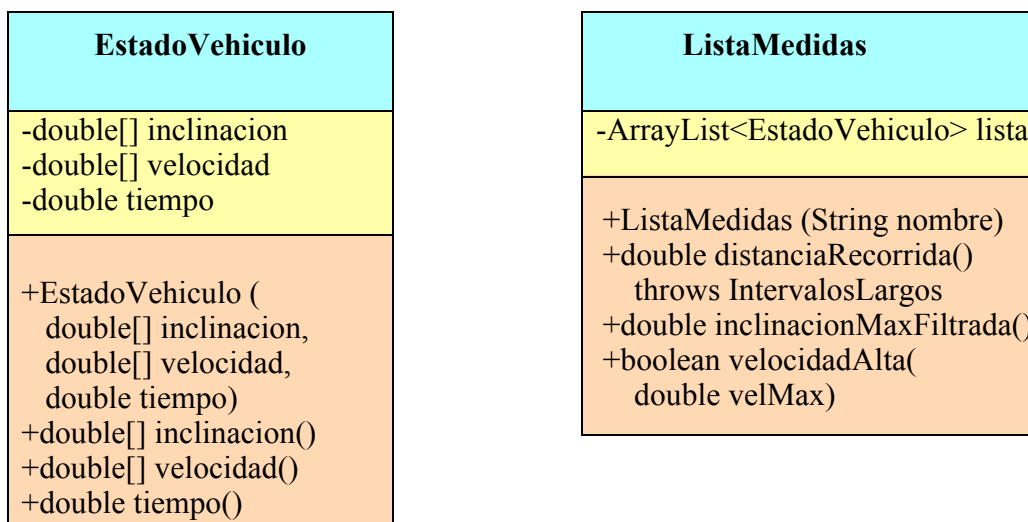 EstadoVehiculo
-double[] inclinacion
-double[] velocidad
-double tiempo
+EstadoVehiculo (
double[] inclinacion,
double[] velocidad,
double tiempo)
+double[] inclinacion()
+double[] velocidad()
+double tiempo()
ListaMedidas
-ArrayList<EstadoVehiculo> lista
+ListaMedidas (String nombre)
+double distanciaRecorrida()
throws IntervalosLargos
+double inclinacionMaxFiltrada()
+boolean velocidadAlta(
double velMax)